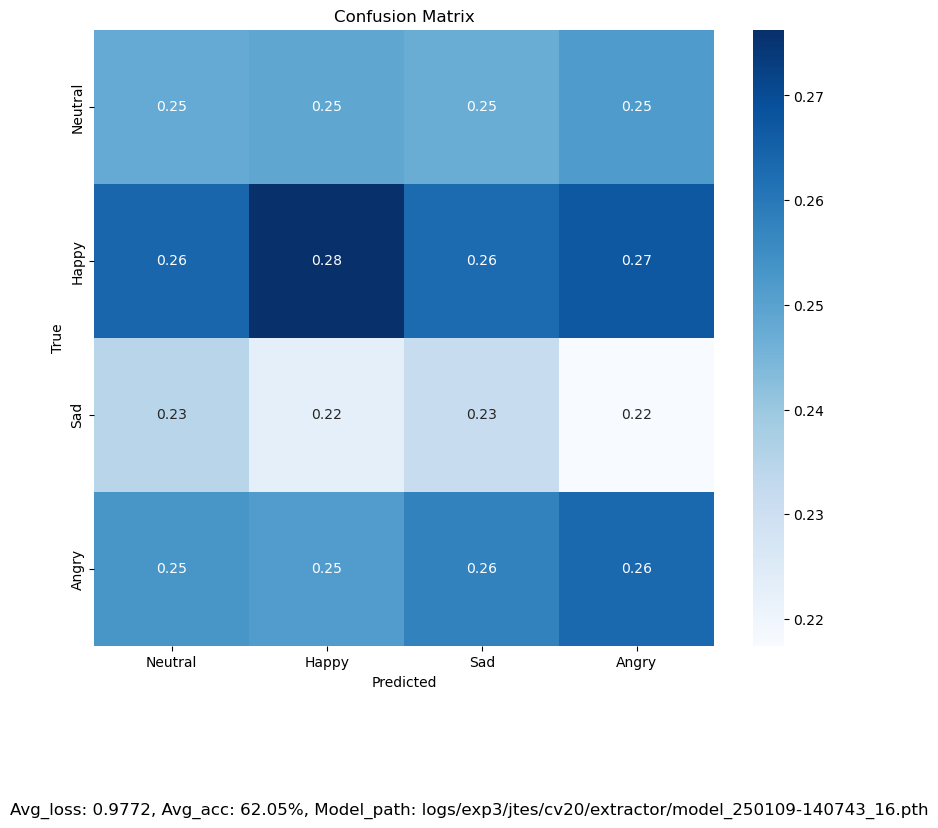 Confusion Matrix
Neutral
0.25 0.25 0.25 0.25
Happy
0.26 0.28 0.26 0.27
Sad
0.23 0.22 0.23 0.22
Angry
0.25 0.25 0.26 0.26
True
Neutral Happy Sad Angry
Predicted
0.27
0.26
0.25
0.24
0.23
0.22
Avg_loss: 0.9772, Avg_acc: 62.05%, Model_path: logs/exp3/jtes/cv20/extractor/model_250109-140743_16.pth